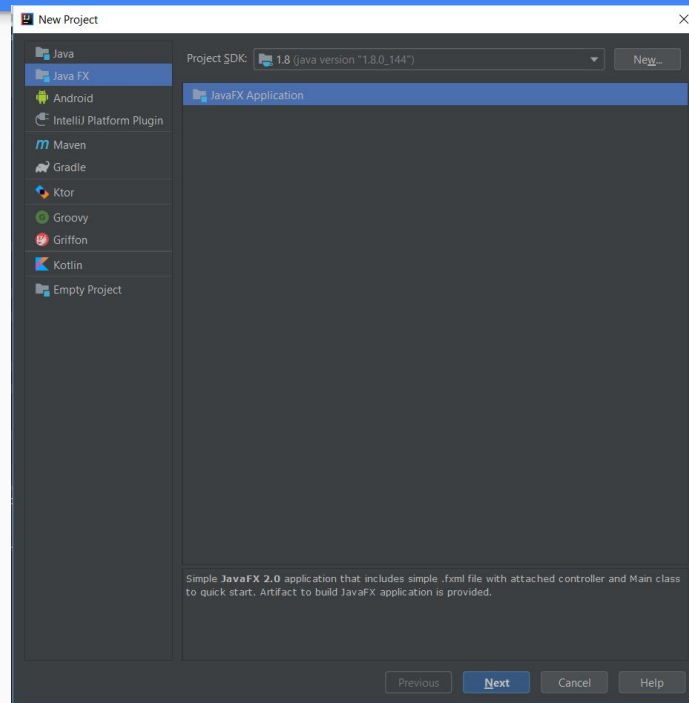 New Project
Java
Java FX
Android
IntelliJ Platform Plugin
Maven
Gradle
Ktor
Groovy
Griffon
Kotlin
Empty Project
Project SDK: 1.8 (java version "1.8.0_144") New...
JavaFX Application
Simple JavaFX 2.0 application that includes simple .fxml file with attached controller and Main class
to quick start. Artifact to build JavaFX application is provided.
Previous Next Cancel Help